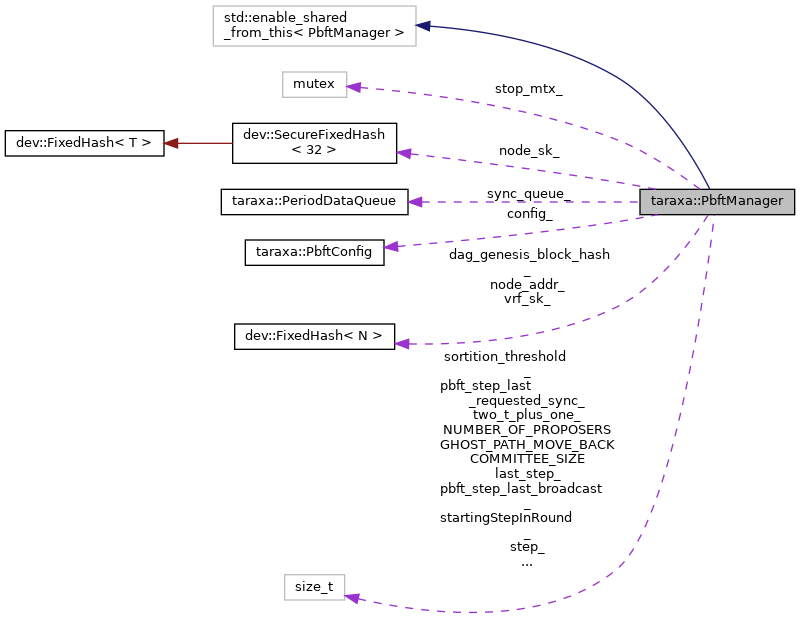 std::enable_shared
_from_this< PbftManager >
mutex
stop_mtx_
dev::FixedHash< T >
dev::SecureFixedHash
< 32 >
node_sk_
taraxa::PbftManager
taraxa::PeriodDataQueue
sync_queue_
config_
taraxa::PbftConfig
dag_genesis_block_hash
_
node_addr_
vrf_sk_
dev::FixedHash< N >
sortition_threshold
_
pbft_step_last
_requested_sync_
two_t_plus_one_
NUMBER_OF_PROPOSERS
GHOST_PATH_MOVE_BACK
COMMITTEE_SIZE
last_step_
pbft_step_last_broadcast
_
startingStepInRound
_
step_
...
size_t